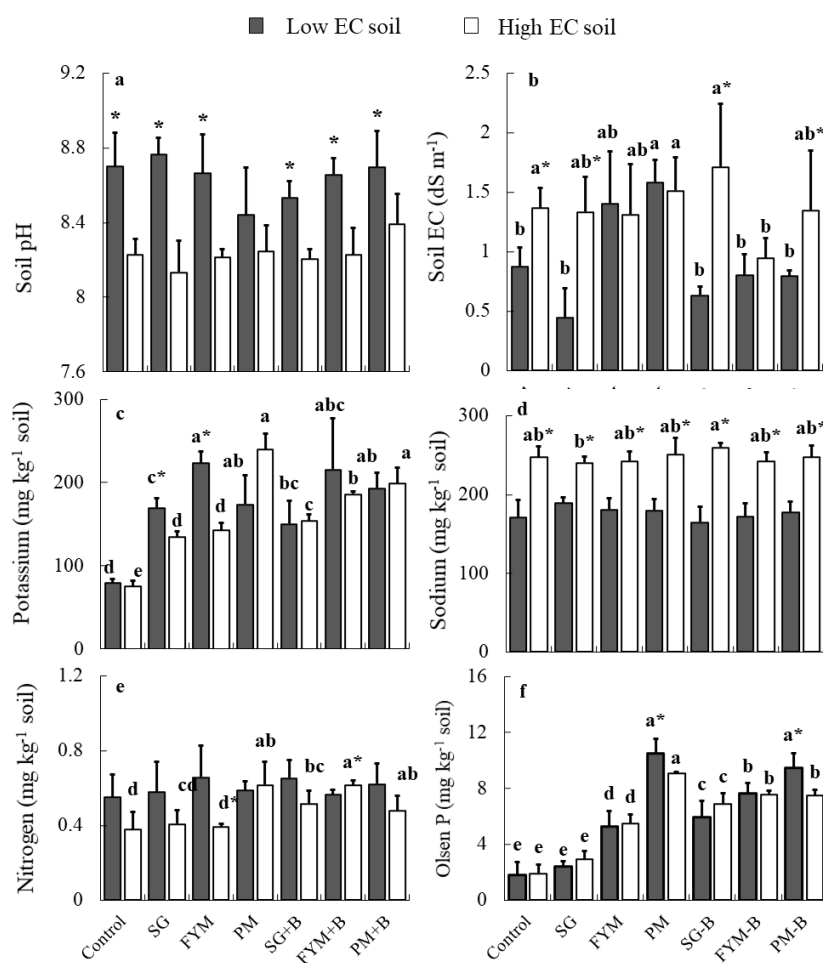 Low EC soil High EC soil
a
Soil pH
9.2
8.8
8.4
8
7.6
* * * * * *
b
Soil EC (dS m⁻¹)
2.5
2
1.5
1
0.5
0
b a* b ab* ab ab a a b a* b b b ab*
c
Potassium (mg kg⁻¹ soil)
300
200
100
0
d e c* d a* d ab a bc c abc b ab a
d
Sodium (mg kg⁻¹ soil)
300
200
100
0
ab* b* ab* ab* a* ab* ab*
e
Nitrogen (mg kg⁻¹ soil)
1.2
0.8
0.4
0
d cd d* ab bc a* ab
Control SG FYM PM SG+B FYM+B PM+B
f
Olsen P (mg kg⁻¹ soil)
16
12
8
4
0
e e e e d d a* a c c b b a* b
Control SG FYM PM SG-B FYM-B PM-B